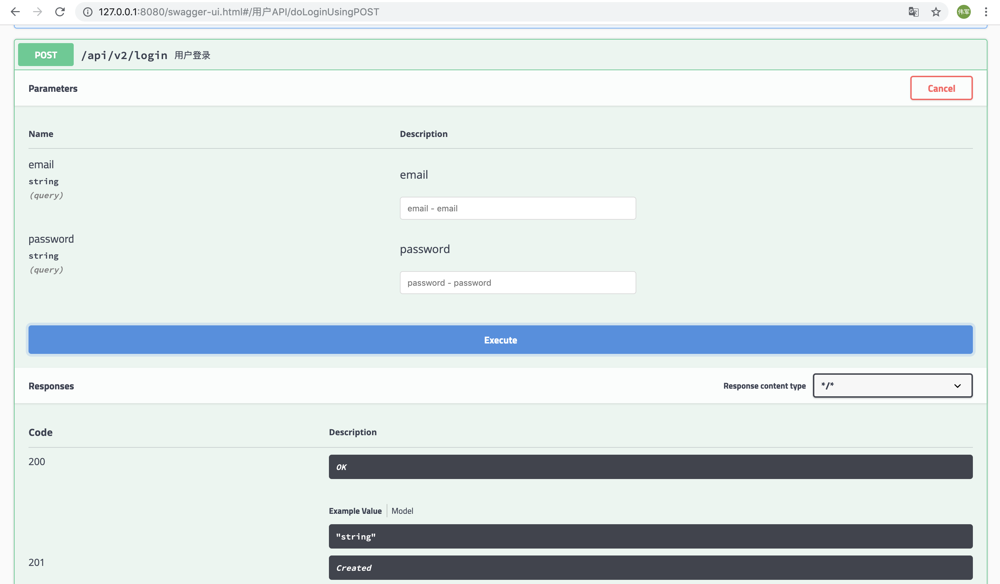 127.0.0.1:8080/swagger-ui.html#/用户API/doLoginUsingPOST
伟军
POST /api/v2/login 用户登录
Parameters
Cancel
Name Description
email
string
(query)
email
email - email
password
string
(query)
password
password - password
Execute
Responses
Response content type */*
Code Description
200
OK
Example Value Model
"string"
201
Created